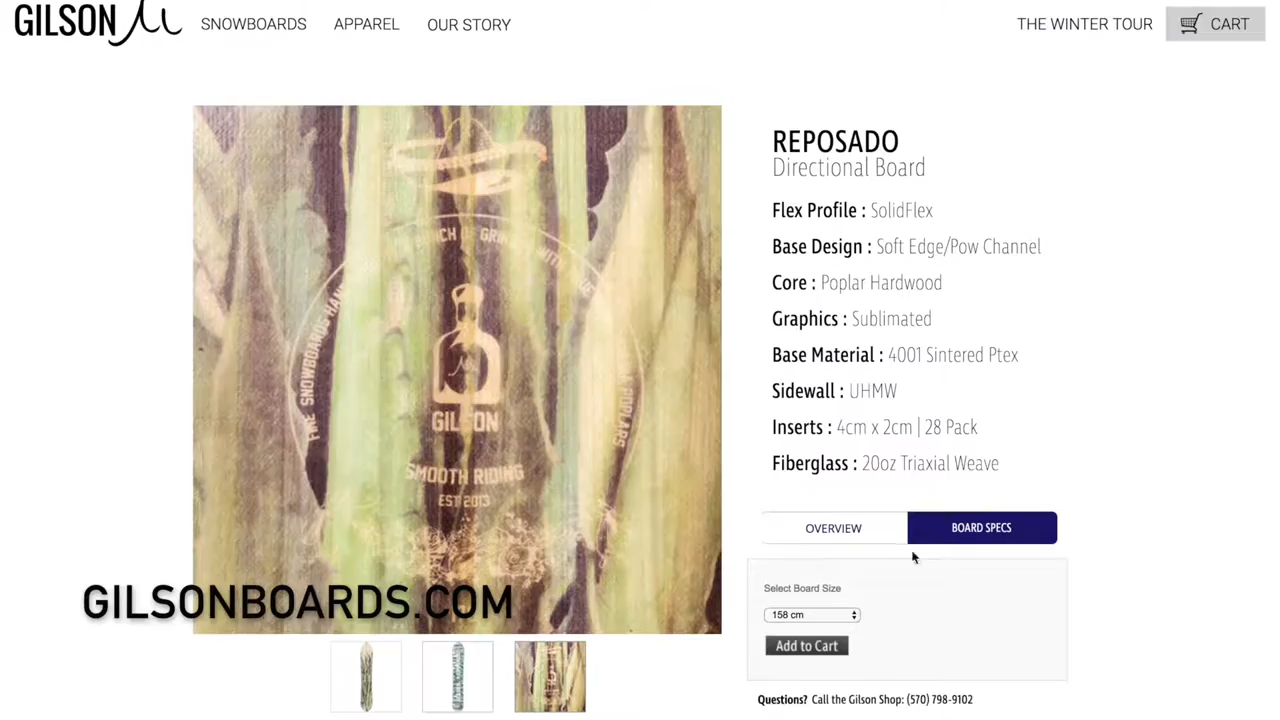 GILSON
SNOWBOARDS
APPAREL
OUR STORY
THE WINTER TOUR
CART
FINE SNOWBOARDS
GILSON
SMOOTH RIDING
EST 2013
GILSONBOARDS.COM
REPOSADO
Directional Board
Flex Profile : SolidFlex
Base Design : Soft Edge/Pow Channel
Core : Poplar Hardwood
Graphics : Sublimated
Base Material : 4001 Sintered Ptex
Sidewall : UHMW
Inserts : 4cm x 2cm | 28 Pack
Fiberglass : 20oz Triaxial Weave
OVERVIEW
BOARD SPECS
Select Board Size
158 cm
Add to Cart
Questions? Call the Gilson Shop: (570) 798-9102